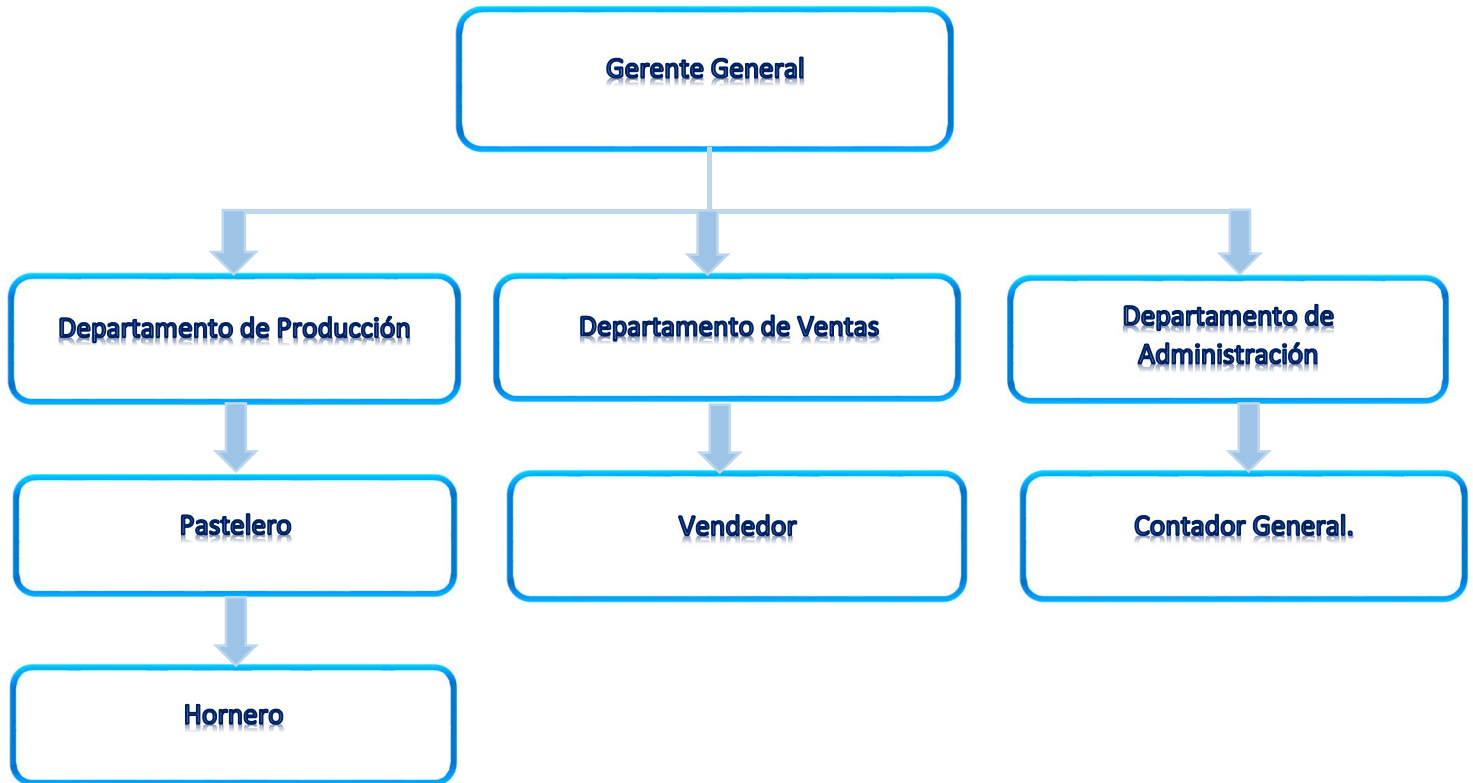 Gerente General
Departamento de Producción
Departamento de Ventas
Departamento de
Administración
Pastelero
Vendedor
Contador General.
Hornero